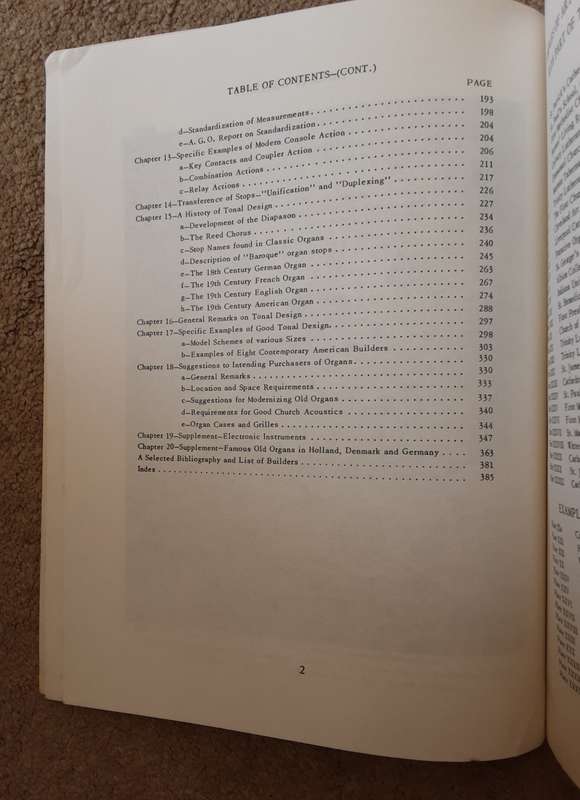 TABLE OF CONTENTS—(CONT.)
PAGE
d—Standardization of Measurements 193
e—A.G.O. Report on Standardization 198
Chapter 13—Specific Examples of Modern Console Action 204
a—Key Contacts and Coupler Action 204
b—Combination Actions 206
c—Relay Actions 211
Chapter 14—Transference of Stops—"Unification" and "Duplexing" 217
Chapter 15—A History of Tonal Design 226
a—Development of the Diapason 227
b—The Reed Chorus 234
c—Stop Names found in Classic Organs 236
d—Description of "Baroque" organ stops 240
e—The 18th Century German Organ 245
f—The 19th Century French Organ 263
g—The 19th Century English Organ 267
h—The 19th Century American Organ 274
Chapter 16—General Remarks on Tonal Design 288
Chapter 17—Specific Examples of Good Tonal Design. 297
a—Model Schemes of various Sizes 298
b—Examples of Eight Contemporary American Builders 303
Chapter 18—Suggestions to Intending Purchasers of Organs 330
a—General Remarks 330
b—Location and Space Requirements 333
c—Suggestions for Modernizing Old Organs 337
d—Requirements for Good Church Acoustics 340
e—Organ Cases and Grilles 344
Chapter 19—Supplement—Electronic Instruments 347
Chapter 20—Supplement—Famous Old Organs in Holland, Denmark and Germany 363
A Selected Bibliography and List of Builders 381
Index 385
2